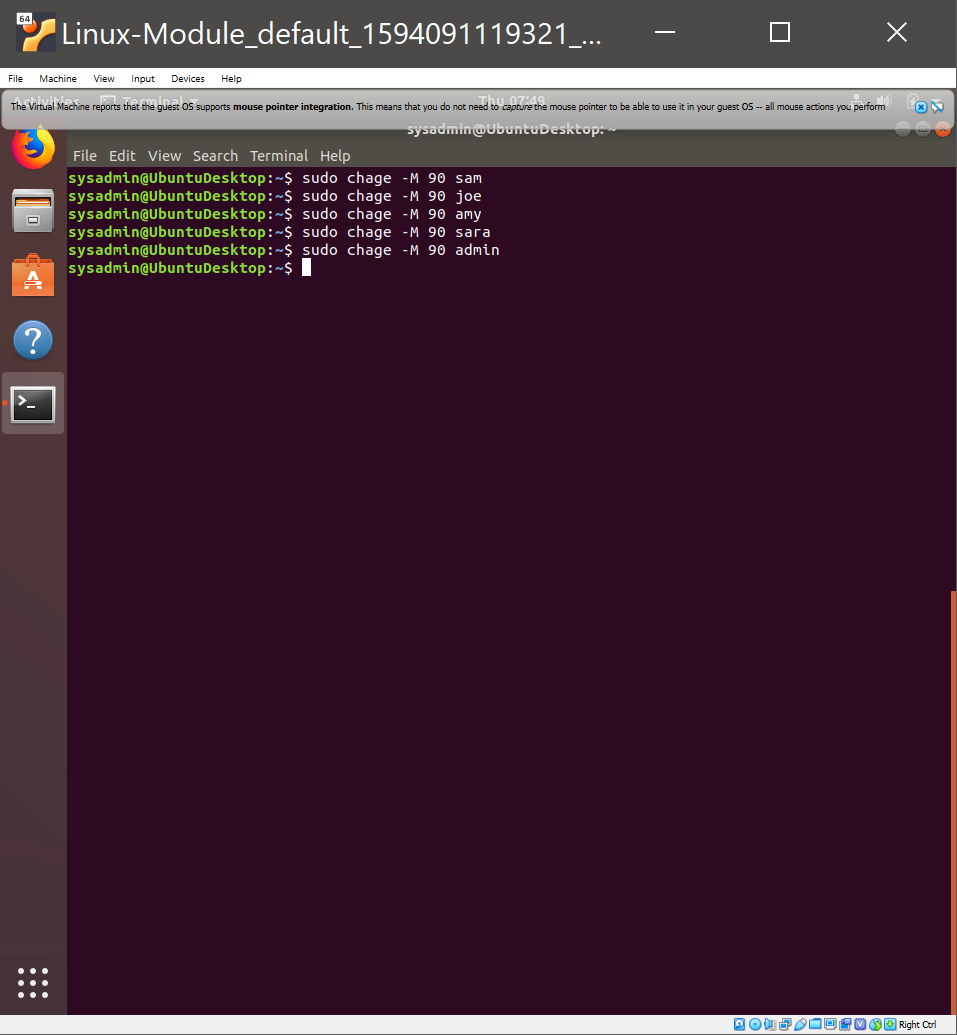 64
Linux-Module_default_1594091119321_...
File Machine View Input Devices Help
Activities Terminal Thu 07:48
The Virtual Machine reports that the guest OS supports mouse pointer integration. This means that you do not need to capture the mouse pointer to be able to use it in your guest OS -- all mouse actions you perform
sysadmin@UbuntuDesktop: ~
File Edit View Search Terminal Help
sysadmin@UbuntuDesktop:~$ sudo chage -M 90 sam
sysadmin@UbuntuDesktop:~$ sudo chage -M 90 joe
sysadmin@UbuntuDesktop:~$ sudo chage -M 90 amy
sysadmin@UbuntuDesktop:~$ sudo chage -M 90 sara
sysadmin@UbuntuDesktop:~$ sudo chage -M 90 admin
sysadmin@UbuntuDesktop:~$
Right Ctrl